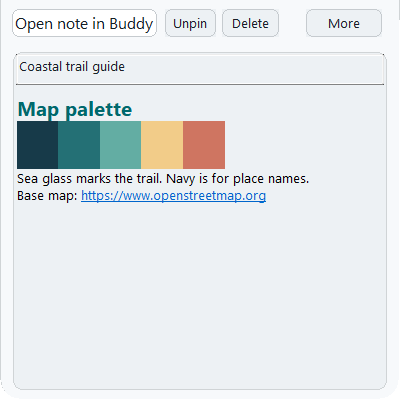 Open note in Buddy
Unpin
Delete
More
Coastal trail guide
Map palette
Sea glass marks the trail. Navy is for place names.
Base map: https://www.openstreetmap.org